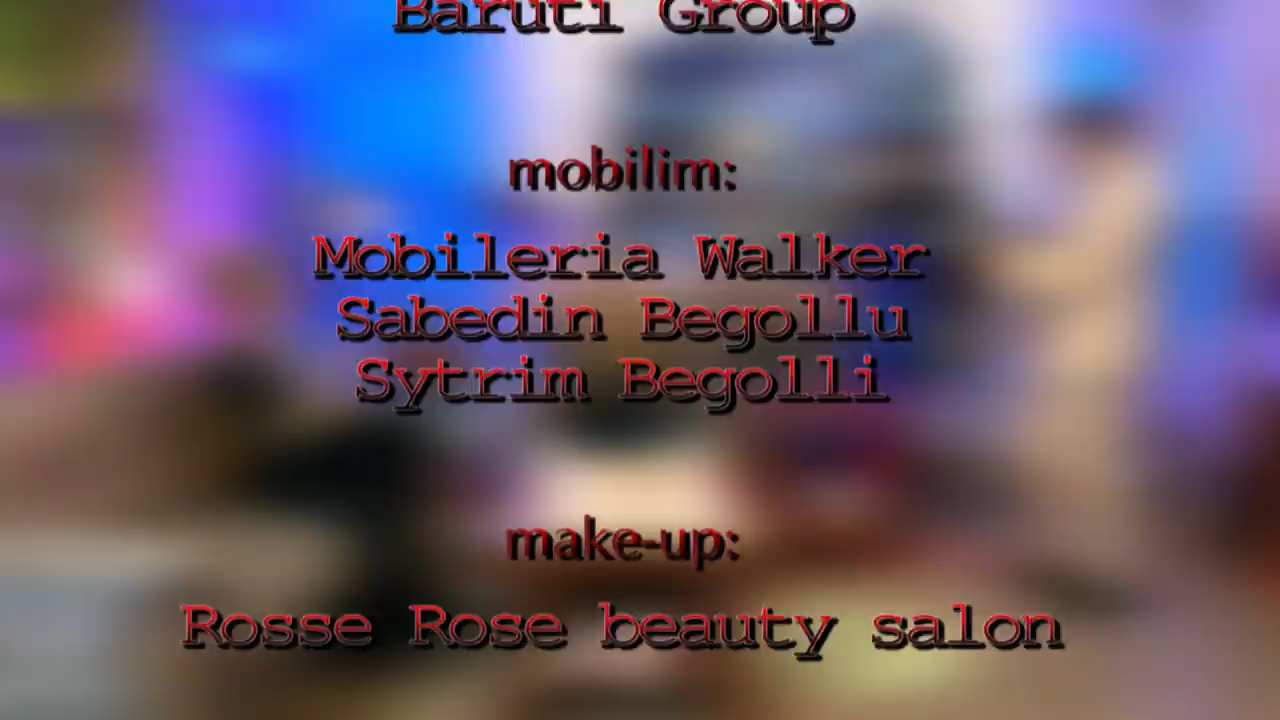 Baruti Group
mobilim:
Mobileria Walker
Sabedin Begollu
Sytrim Begolli
make-up:
Rosse Rose beauty salon